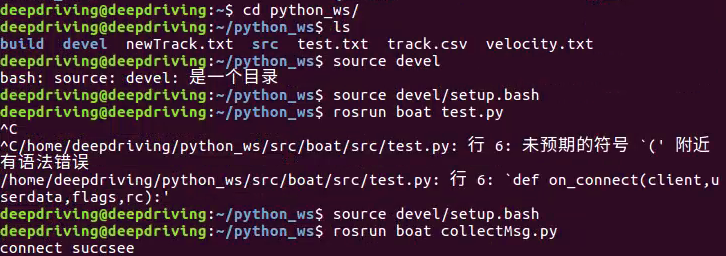 deepdriving@deepdriving:~$ cd python_ws/
deepdriving@deepdriving:~/python_ws$ ls
build  devel  newTrack.txt  src  test.txt  track.csv  velocity.txt
deepdriving@deepdriving:~/python_ws$ source devel
bash: source: devel: 是一个目录
deepdriving@deepdriving:~/python_ws$ source devel/setup.bash
deepdriving@deepdriving:~/python_ws$ rosrun boat test.py
^C
^C/home/deepdriving/python_ws/src/boat/src/test.py: 行 6: 未预期的符号 `(' 附近
有语法错误
/home/deepdriving/python_ws/src/boat/src/test.py: 行 6: `def on_connect(client,u
serdata,flags,rc):'
deepdriving@deepdriving:~/python_ws$ source devel/setup.bash
deepdriving@deepdriving:~/python_ws$ rosrun boat collectMsg.py
connect succsee